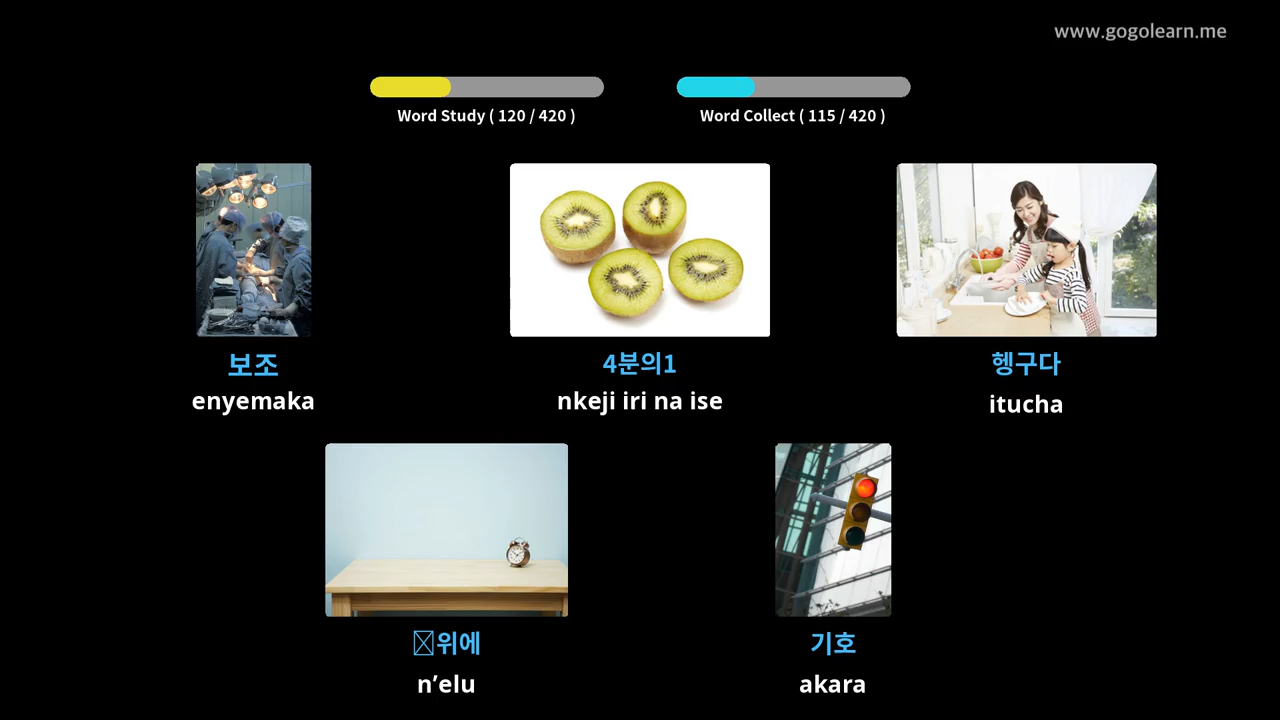 www.gogolearn.me
Word Study ( 120 / 420 )
Word Collect ( 115 / 420 )
보조
enyemaka
4분의1
nkeji iri na ise
헹구다
itucha
위에
n’elu
기호
akara